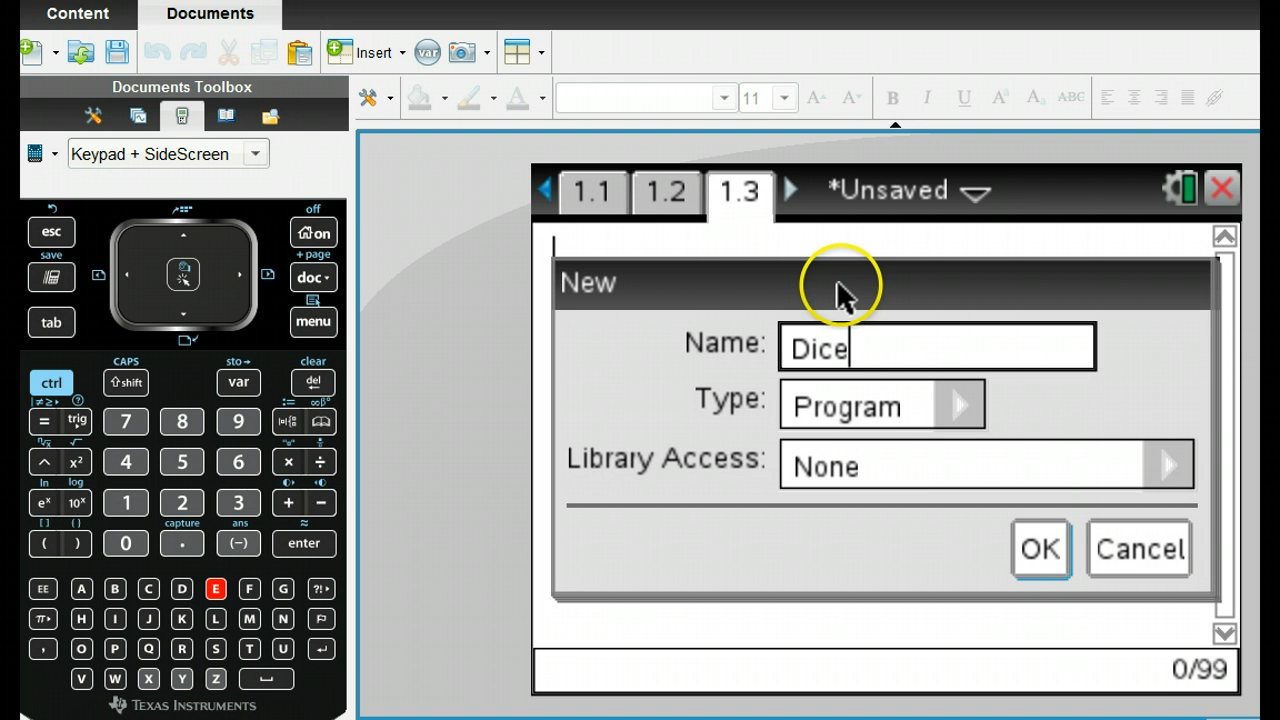 Content Documents
Insert var
Documents Toolbox
11 B I U A A ABC
Keypad + SideScreen
1.1 1.2 1.3 *Unsaved
New
Name: Dice
Type: Program
Library Access: None
OK Cancel
0/99
off
esc on
save + page
doc
tab menu
CAPS sto→ clear
ctrl shift var del
= trig 7 8 9
^ x² 4 5 6 × ÷
ln log
eˣ 10ˣ 1 2 3 + −
[] {} capture ans ≈
( ) 0 . (−) enter
EE A B C D E F G ?!▸
π▸ H I J K L M N
, O P Q R S T U
V W X Y Z
TEXAS INSTRUMENTS